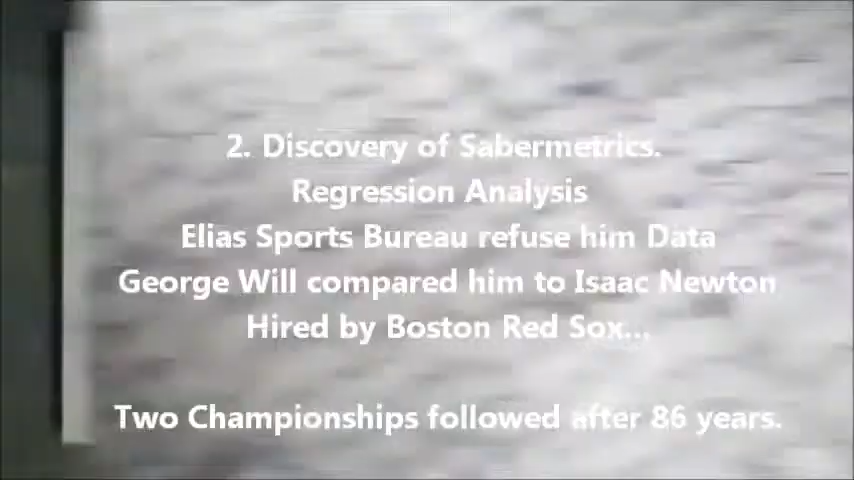 2. Discovery of Sabermetrics.
Regression Analysis
Elias Sports Bureau refuse him Data
George Will compared him to Isaac Newton
Hired by Boston Red Sox...
Two Championships followed after 86 years.